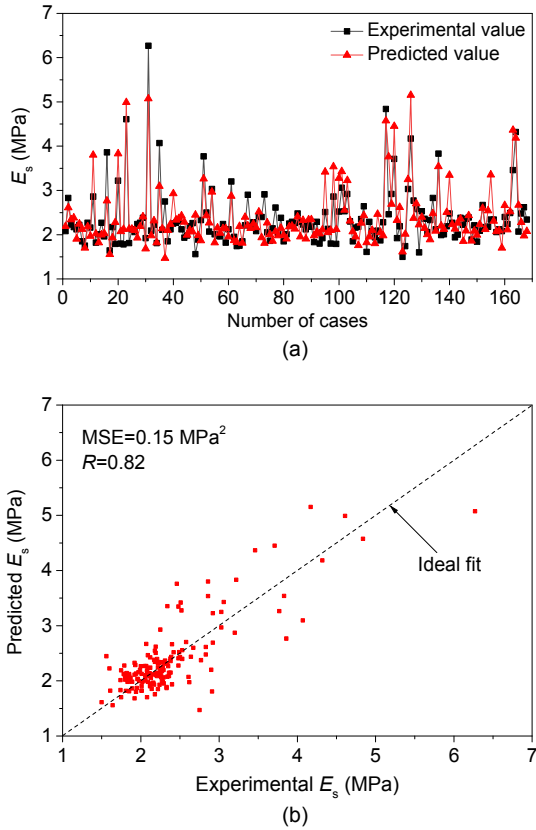 7
6
5
4
3
2
1
Experimental value
Predicted value
Eₛ (MPa)
0 20 40 60 80 100 120 140 160
Number of cases
(a)
7
6
5
4
3
2
1
MSE=0.15 MPa²
R=0.82
Ideal fit
Predicted Eₛ (MPa)
1 2 3 4 5 6 7
Experimental Eₛ (MPa)
(b)